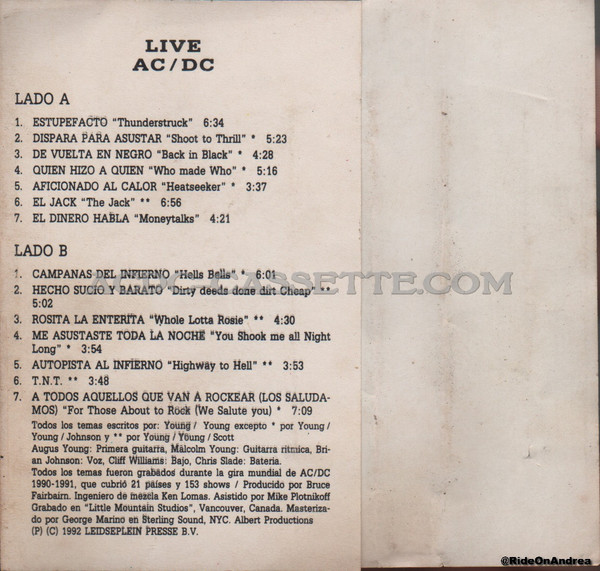 LIVE
AC/DC
LADO A
1. ESTUPEFACTO "Thunderstruck" 6:34
2. DISPARA PARA ASUSTAR "Shoot to Thrill" * 5:23
3. DE VUELTA EN NEGRO "Back in Black" * 4:28
4. QUIEN HIZO A QUIEN "Who made Who" * 5:16
5. AFICIONADO AL CALOR "Heatseeker" * 3:37
6. EL JACK "The Jack" ** 6:56
7. EL DINERO HABLA "Moneytalks" 4:21
LADO B
1. CAMPANAS DEL INFIERNO "Hells Bells" * 6:01
2. HECHO SUCIO Y BARATO "Dirty deeds done dirt Cheap" **
5:02
3. ROSITA LA ENTERITA "Whole Lotta Rosie" ** 4:30
4. ME ASUSTASTE TODA LA NOCHE "You Shook me all Night
Long" * 3:54
5. AUTOPISTA AL INFIERNO "Highway to Hell" ** 3:53
6. T.N.T. ** 3:48
7. A TODOS AQUELLOS QUE VAN A ROCKEAR (LOS SALUDA-
MOS) "For Those About to Rock (We Salute you) * 7:09
Todos los temas escritos por: Young / Young excepto * por Young /
Young / Johnson y ** por Young / Young / Scott
Augus Young: Primera guitarra, Malcolm Young: Guitarra rítmica, Bri-
an Johnson: Voz, Cliff Williams: Bajo, Chris Slade: Batería.
Todos los temas fueron grabados durante la gira mundial de AC/DC
1990-1991, que cubrió 21 países y 153 shows / Producido por Bruce
Fairbairn. Ingeniero de mezcla Ken Lomas. Asistido por Mike Plotnikoff
Grabado en "Little Mountain Studios", Vancouver, Canada. Masteriza-
do por George Marino en Sterling Sound, NYC. Albert Productions
(P) (C) 1992 LEIDSEPLEIN PRESSE B.V.
CASSETTE.COM
@RideOnAndrea